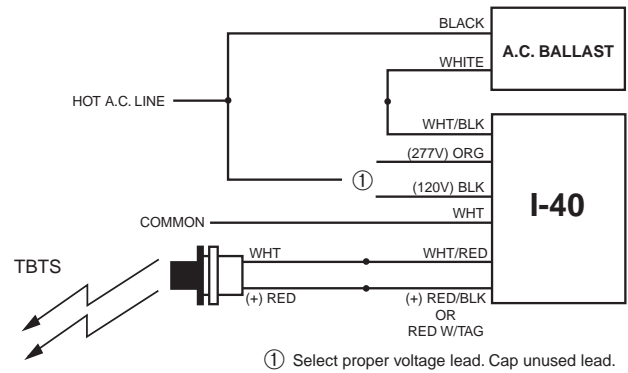 BLACK
A.C. BALLAST
WHITE
HOT A.C. LINE
WHT/BLK
(277V) ORG
①
(120V) BLK
I-40
WHT
COMMON
TBTS
WHT
WHT/RED
(+) RED
(+) RED/BLK
OR
RED W/TAG
① Select proper voltage lead. Cap unused lead.